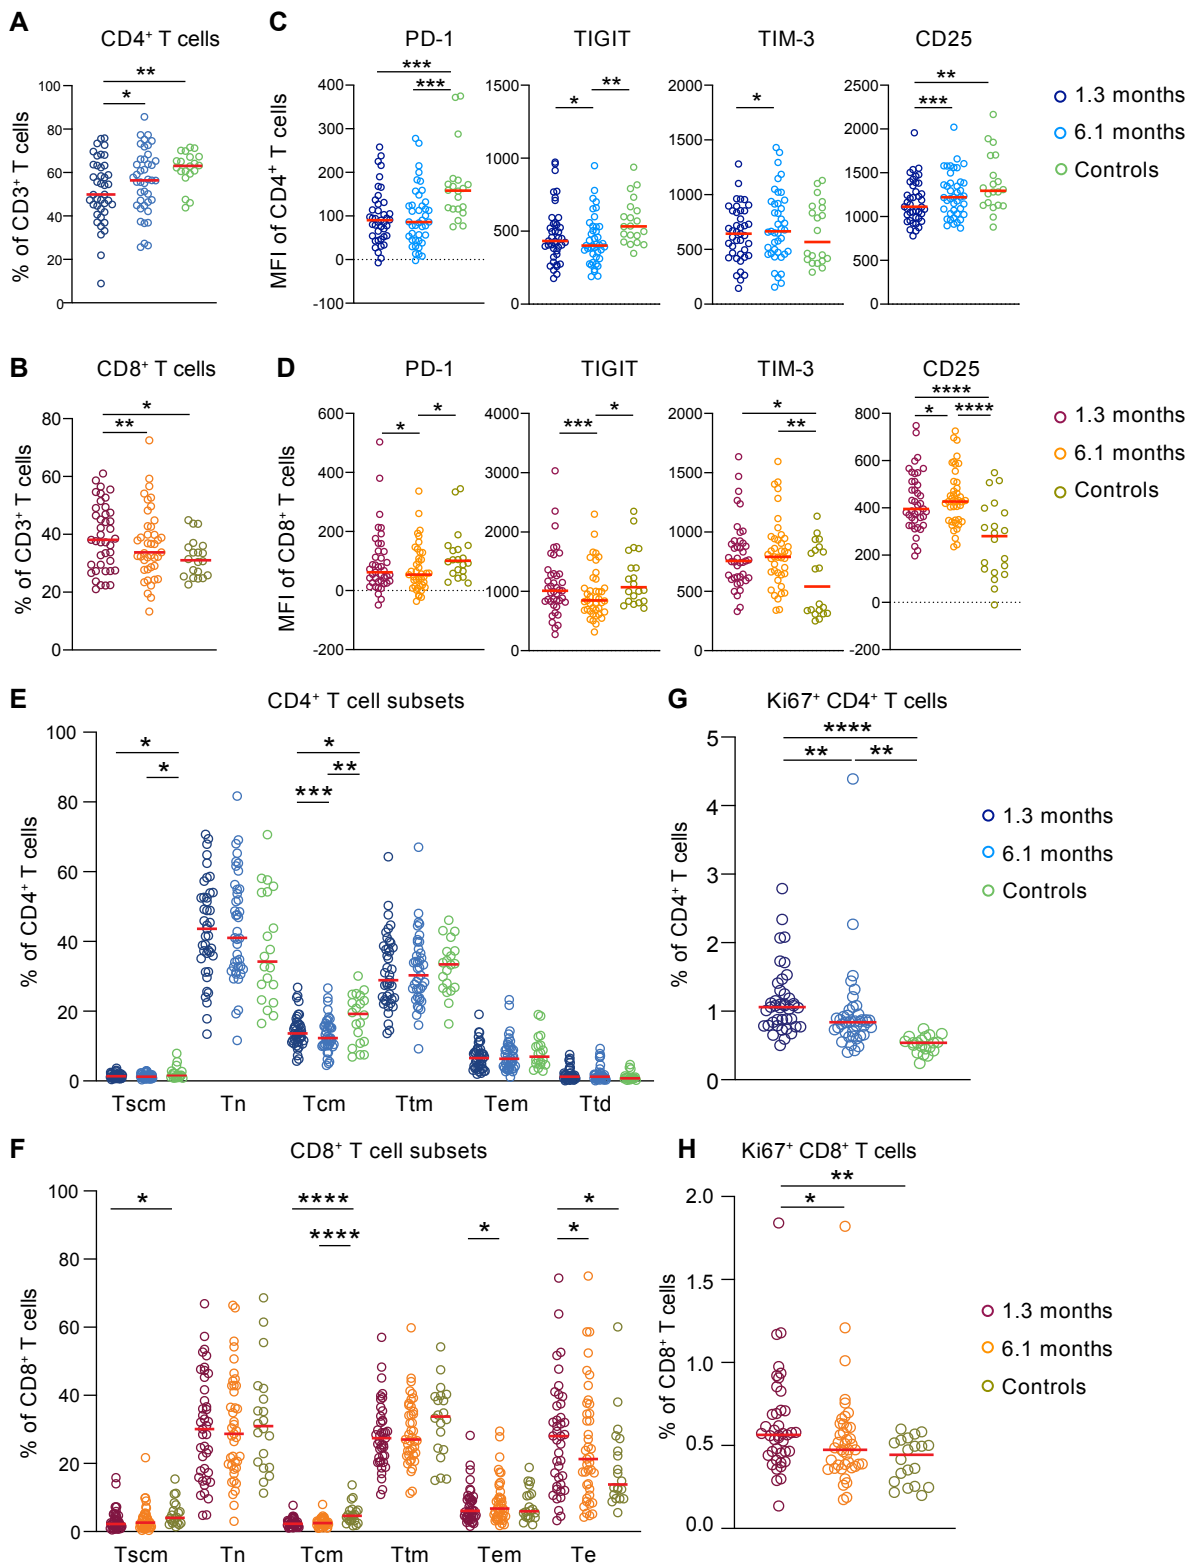 A
CD4⁺ T cells
% of CD3⁺ T cells
100
80
60
40
20
0
**
*
C
PD-1
TIGIT
TIM-3
CD25
MFI of CD4⁺ T cells
400
300
200
100
0
-100
***
***
1500
1000
500
0
*
**
2000
1500
1000
500
0
*
2500
2000
1500
1000
500
0
**
***
1.3 months
6.1 months
Controls
B
CD8⁺ T cells
% of CD3⁺ T cells
80
60
40
20
0
*
**
D
PD-1
TIGIT
TIM-3
CD25
MFI of CD8⁺ T cells
600
400
200
0
-200
*
*
4000
3000
2000
1000
0
***
*
2000
1500
1000
500
0
*
**
800
600
400
200
0
-200
****
*
****
1.3 months
6.1 months
Controls
E
CD4⁺ T cell subsets
% of CD4⁺ T cells
100
80
60
40
20
0
*
*
*
**
***
Tscm
Tn
Tcm
Ttm
Tem
Ttd
G
Ki67⁺ CD4⁺ T cells
% of CD4⁺ T cells
5
4
3
2
1
0
****
**
**
1.3 months
6.1 months
Controls
F
CD8⁺ T cell subsets
% of CD8⁺ T cells
100
80
60
40
20
0
*
****
****
*
*
*
Tscm
Tn
Tcm
Ttm
Tem
Te
H
Ki67⁺ CD8⁺ T cells
% of CD8⁺ T cells
2.0
1.5
1.0
0.5
0.0
**
*
1.3 months
6.1 months
Controls